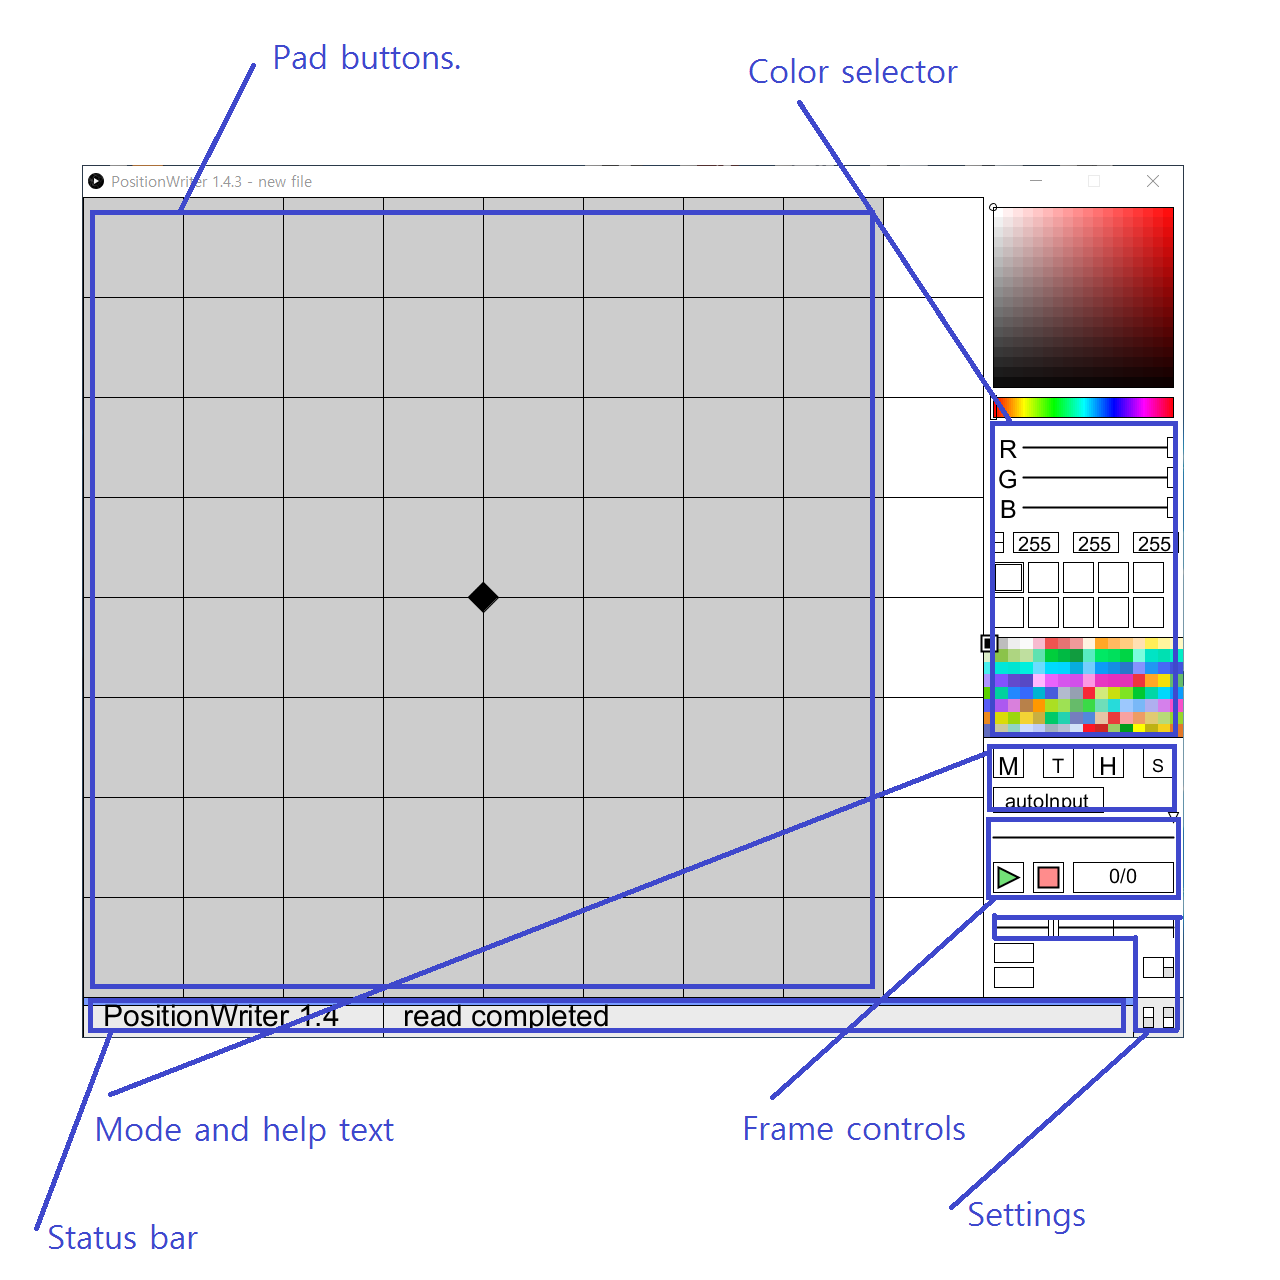 Pad buttons.
Color selector
PositionWriter 1.4.3 - new file
R
G
B
255 255 255
M T H S
autoInput
0/0
PositionWriter 1.4 read completed
Mode and help text
Frame controls
Settings
Status bar